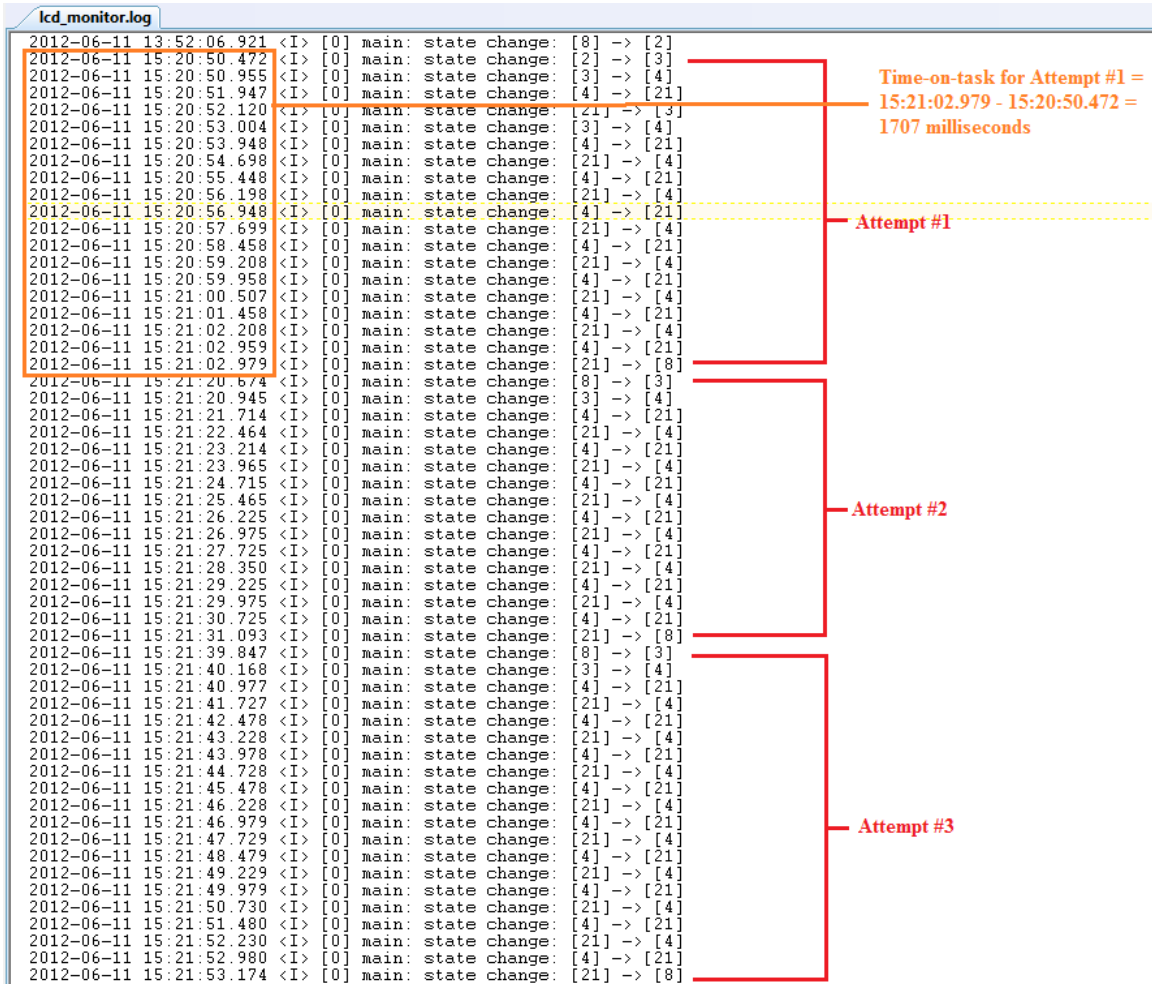 lcd_monitor.log
2012-06-11 13:52:06.921 <I> [0] main: state change: [8] -> [2]
2012-06-11 15:20:50.472 <I> [0] main: state change: [2] -> [3]
2012-06-11 15:20:50.955 <I> [0] main: state change: [3] -> [4]
2012-06-11 15:20:51.947 <I> [0] main: state change: [4] -> [21]
2012-06-11 15:20:52.120 <I> [0] main: state change: [21] -> [3]
2012-06-11 15:20:53.004 <I> [0] main: state change: [3] -> [4]
2012-06-11 15:20:53.948 <I> [0] main: state change: [4] -> [21]
2012-06-11 15:20:54.698 <I> [0] main: state change: [21] -> [4]
2012-06-11 15:20:55.448 <I> [0] main: state change: [4] -> [21]
2012-06-11 15:20:56.198 <I> [0] main: state change: [21] -> [4]
2012-06-11 15:20:56.948 <I> [0] main: state change: [4] -> [21]
2012-06-11 15:20:57.699 <I> [0] main: state change: [21] -> [4]
2012-06-11 15:20:58.458 <I> [0] main: state change: [4] -> [21]
2012-06-11 15:20:59.208 <I> [0] main: state change: [21] -> [4]
2012-06-11 15:20:59.958 <I> [0] main: state change: [4] -> [21]
2012-06-11 15:21:00.507 <I> [0] main: state change: [21] -> [4]
2012-06-11 15:21:01.458 <I> [0] main: state change: [4] -> [21]
2012-06-11 15:21:02.208 <I> [0] main: state change: [21] -> [4]
2012-06-11 15:21:02.959 <I> [0] main: state change: [4] -> [21]
2012-06-11 15:21:02.979 <I> [0] main: state change: [21] -> [8]
2012-06-11 15:21:20.674 <I> [0] main: state change: [8] -> [3]
2012-06-11 15:21:20.945 <I> [0] main: state change: [3] -> [4]
2012-06-11 15:21:21.714 <I> [0] main: state change: [4] -> [21]
2012-06-11 15:21:22.464 <I> [0] main: state change: [21] -> [4]
2012-06-11 15:21:23.214 <I> [0] main: state change: [4] -> [21]
2012-06-11 15:21:23.965 <I> [0] main: state change: [21] -> [4]
2012-06-11 15:21:24.715 <I> [0] main: state change: [4] -> [21]
2012-06-11 15:21:25.465 <I> [0] main: state change: [21] -> [4]
2012-06-11 15:21:26.225 <I> [0] main: state change: [4] -> [21]
2012-06-11 15:21:26.975 <I> [0] main: state change: [21] -> [4]
2012-06-11 15:21:27.725 <I> [0] main: state change: [4] -> [21]
2012-06-11 15:21:28.350 <I> [0] main: state change: [21] -> [4]
2012-06-11 15:21:29.225 <I> [0] main: state change: [4] -> [21]
2012-06-11 15:21:29.975 <I> [0] main: state change: [21] -> [4]
2012-06-11 15:21:30.725 <I> [0] main: state change: [4] -> [21]
2012-06-11 15:21:31.093 <I> [0] main: state change: [21] -> [8]
2012-06-11 15:21:39.847 <I> [0] main: state change: [8] -> [3]
2012-06-11 15:21:40.168 <I> [0] main: state change: [3] -> [4]
2012-06-11 15:21:40.977 <I> [0] main: state change: [4] -> [21]
2012-06-11 15:21:41.727 <I> [0] main: state change: [21] -> [4]
2012-06-11 15:21:42.478 <I> [0] main: state change: [4] -> [21]
2012-06-11 15:21:43.228 <I> [0] main: state change: [21] -> [4]
2012-06-11 15:21:43.978 <I> [0] main: state change: [4] -> [21]
2012-06-11 15:21:44.728 <I> [0] main: state change: [21] -> [4]
2012-06-11 15:21:45.478 <I> [0] main: state change: [4] -> [21]
2012-06-11 15:21:46.228 <I> [0] main: state change: [21] -> [4]
2012-06-11 15:21:46.979 <I> [0] main: state change: [4] -> [21]
2012-06-11 15:21:47.729 <I> [0] main: state change: [21] -> [4]
2012-06-11 15:21:48.479 <I> [0] main: state change: [4] -> [21]
2012-06-11 15:21:49.229 <I> [0] main: state change: [21] -> [4]
2012-06-11 15:21:49.979 <I> [0] main: state change: [4] -> [21]
2012-06-11 15:21:50.730 <I> [0] main: state change: [21] -> [4]
2012-06-11 15:21:51.480 <I> [0] main: state change: [4] -> [21]
2012-06-11 15:21:52.230 <I> [0] main: state change: [21] -> [4]
2012-06-11 15:21:52.980 <I> [0] main: state change: [4] -> [21]
2012-06-11 15:21:53.174 <I> [0] main: state change: [21] -> [8]
Time-on-task for Attempt #1 =
15:21:02.979 - 15:20:50.472 =
1707 milliseconds
Attempt #1
Attempt #2
Attempt #3